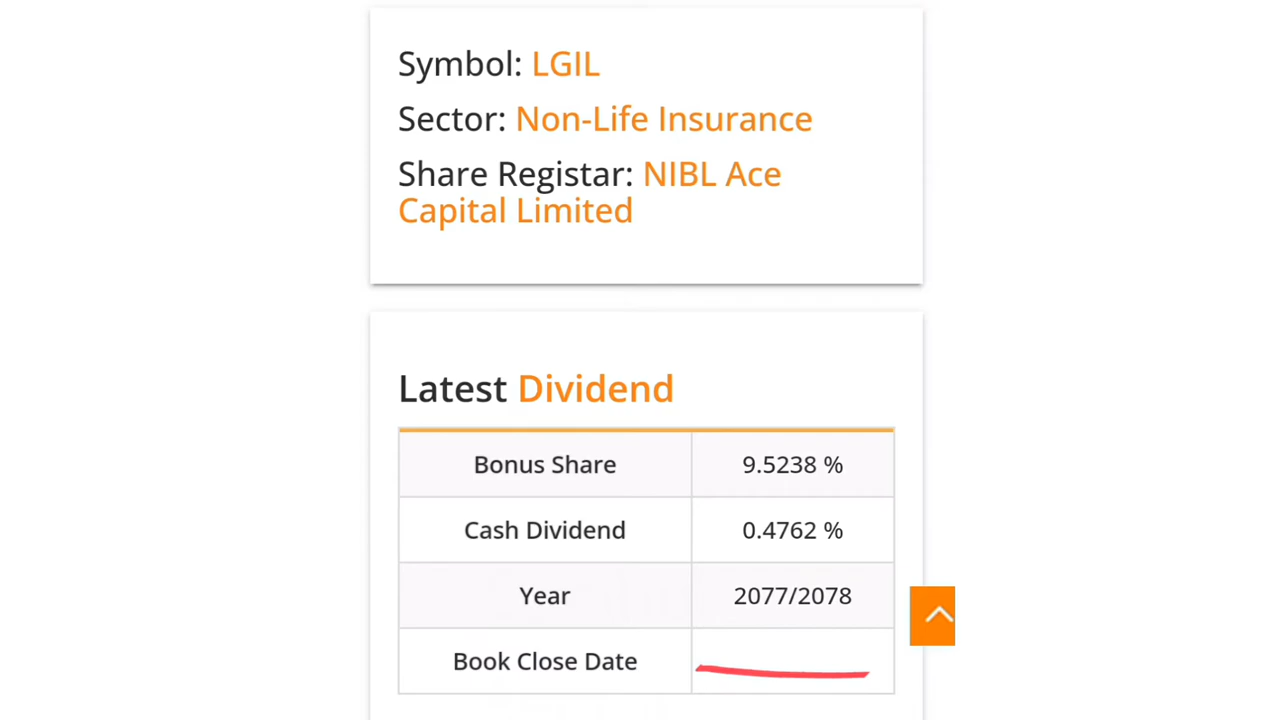 Symbol: LGIL
Sector: Non-Life Insurance
Share Registar: NIBL Ace
Capital Limited
Latest Dividend
Bonus Share 9.5238 %
Cash Dividend 0.4762 %
Year 2077/2078
Book Close Date